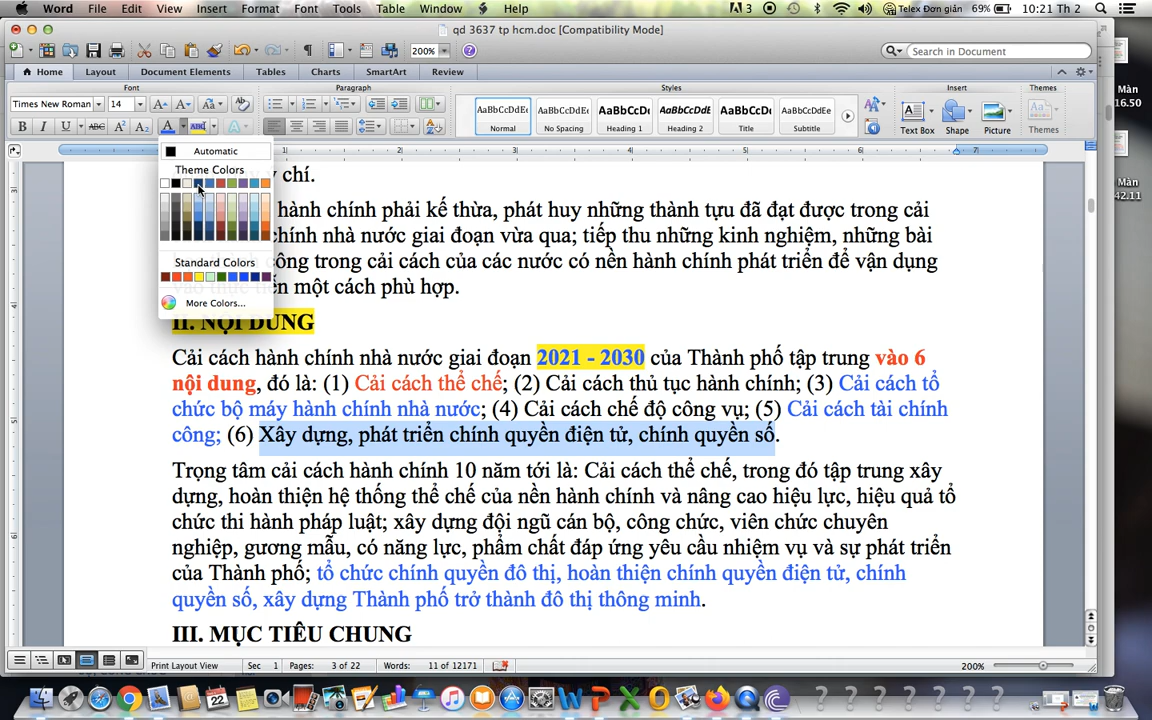 Word File Edit View Insert Format Font Tools Table Window Help
3 Telex Đơn giản 69% 10:21 Th 2
qd 3637 tp hcm.doc [Compatibility Mode]
200% Search in Document
Home Layout Document Elements Tables Charts SmartArt Review
Font Paragraph Styles Insert Themes
Times New Roman 14
AaBbCcDdEe AaBbCcDdEe AaBbCcDc AaBbCcDdE AaBbCcDc AaBbCcDdEe
Normal No Spacing Heading 1 Heading 2 Title Subtitle
Text Box Shape Picture Themes
Automatic
Theme Colors
Standard Colors
More Colors...
ý chí.
hành chính phải kế thừa, phát huy những thành tựu đã đạt được trong cải
chính nhà nước giai đoạn vừa qua; tiếp thu những kinh nghiệm, những bài
công trong cải cách của các nước có nền hành chính phát triển để vận dụng
một cách phù hợp.
II. NỘI DUNG
Cải cách hành chính nhà nước giai đoạn 2021 - 2030 của Thành phố tập trung vào 6
nội dung, đó là: (1) Cải cách thể chế; (2) Cải cách thủ tục hành chính; (3) Cải cách tổ
chức bộ máy hành chính nhà nước; (4) Cải cách chế độ công vụ; (5) Cải cách tài chính
công; (6) Xây dựng, phát triển chính quyền điện tử, chính quyền số.
Trọng tâm cải cách hành chính 10 năm tới là: Cải cách thể chế, trong đó tập trung xây
dựng, hoàn thiện hệ thống thể chế của nền hành chính và nâng cao hiệu lực, hiệu quả tổ
chức thi hành pháp luật; xây dựng đội ngũ cán bộ, công chức, viên chức chuyên
nghiệp, gương mẫu, có năng lực, phẩm chất đáp ứng yêu cầu nhiệm vụ và sự phát triển
của Thành phố; tổ chức chính quyền đô thị, hoàn thiện chính quyền điện tử, chính
quyền số, xây dựng Thành phố trở thành đô thị thông minh.
III. MỤC TIÊU CHUNG
Print Layout View Sec 1 Pages: 3 of 22 Words: 11 of 12171 200%
Màn
16.50
Màn
42.11